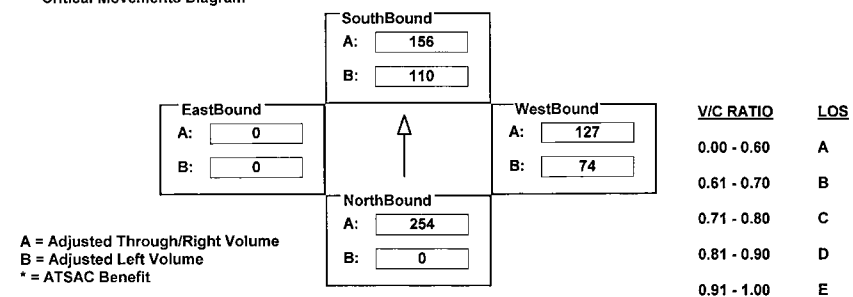 Critical Movements Diagram
SouthBound
A: 156
B: 110
EastBound
A: 0
B: 0
WestBound
A: 127
B: 74
NorthBound
A: 254
B: 0
A = Adjusted Through/Right Volume
B = Adjusted Left Volume
* = ATSAC Benefit
V/C RATIO LOS
0.00 - 0.60 A
0.61 - 0.70 B
0.71 - 0.80 C
0.81 - 0.90 D
0.91 - 1.00 E